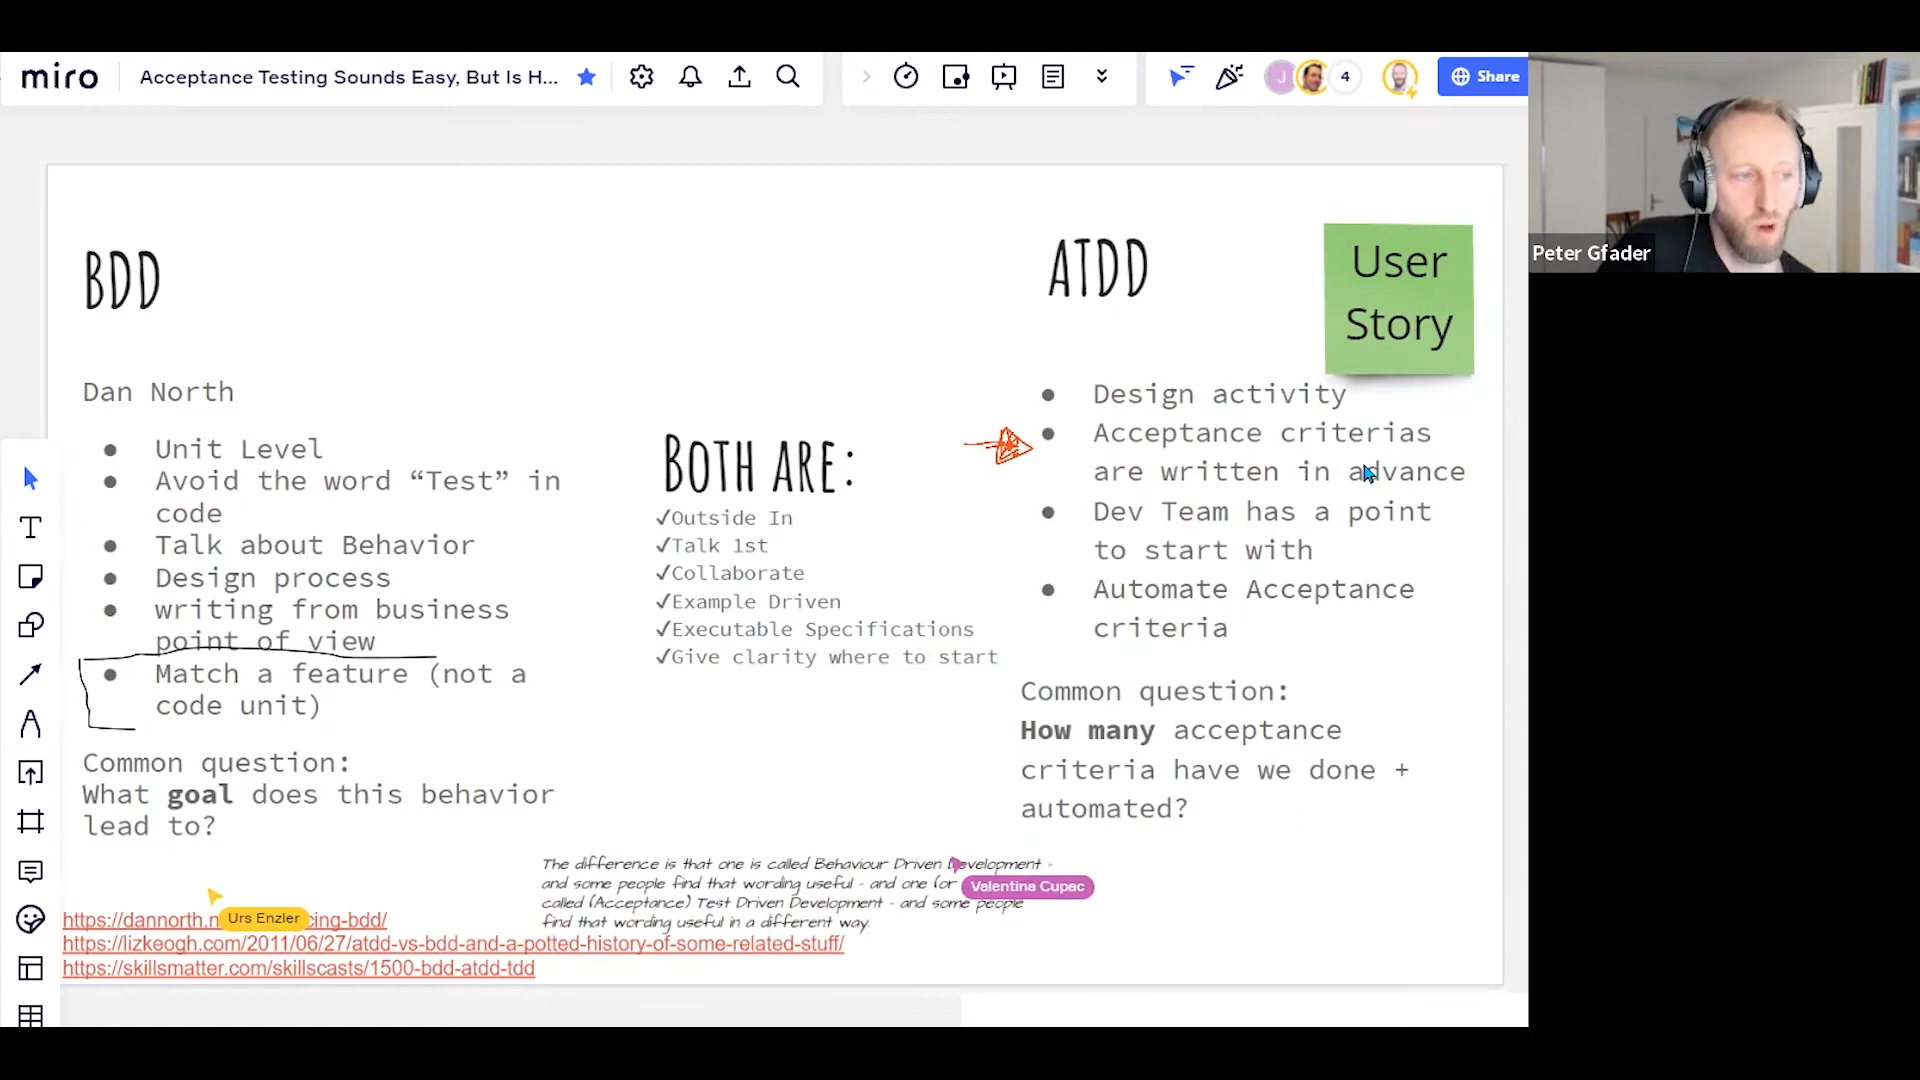 miro
Acceptance Testing Sounds Easy, But Is H...
J
4
Share
Peter Gfader
BDD
Dan North
Unit Level
Avoid the word “Test” in
code
Talk about Behavior
Design process
writing from business
point of view
Match a feature (not a
code unit)
Common question:
What goal does this behavior
lead to?
BOTH ARE:
✓Outside In
✓Talk 1st
✓Collaborate
✓Example Driven
✓Executable Specifications
✓Give clarity where to start
ATDD
User
Story
Design activity
Acceptance criterias
are written in advance
Dev Team has a point
to start with
Automate Acceptance
criteria
Common question:
How many acceptance
criteria have we done +
automated?
The difference is that one is called Behaviour Driven Development -
and some people find that wording useful - and one (or
called (Acceptance) Test Driven Development - and some people
find that wording useful in a different way.
Valentina Cupac
Urs Enzler
https://dannorth.n cing-bdd/
https://lizkeogh.com/2011/06/27/atdd-vs-bdd-and-a-potted-history-of-some-related-stuff/
https://skillsmatter.com/skillscasts/1500-bdd-atdd-tdd